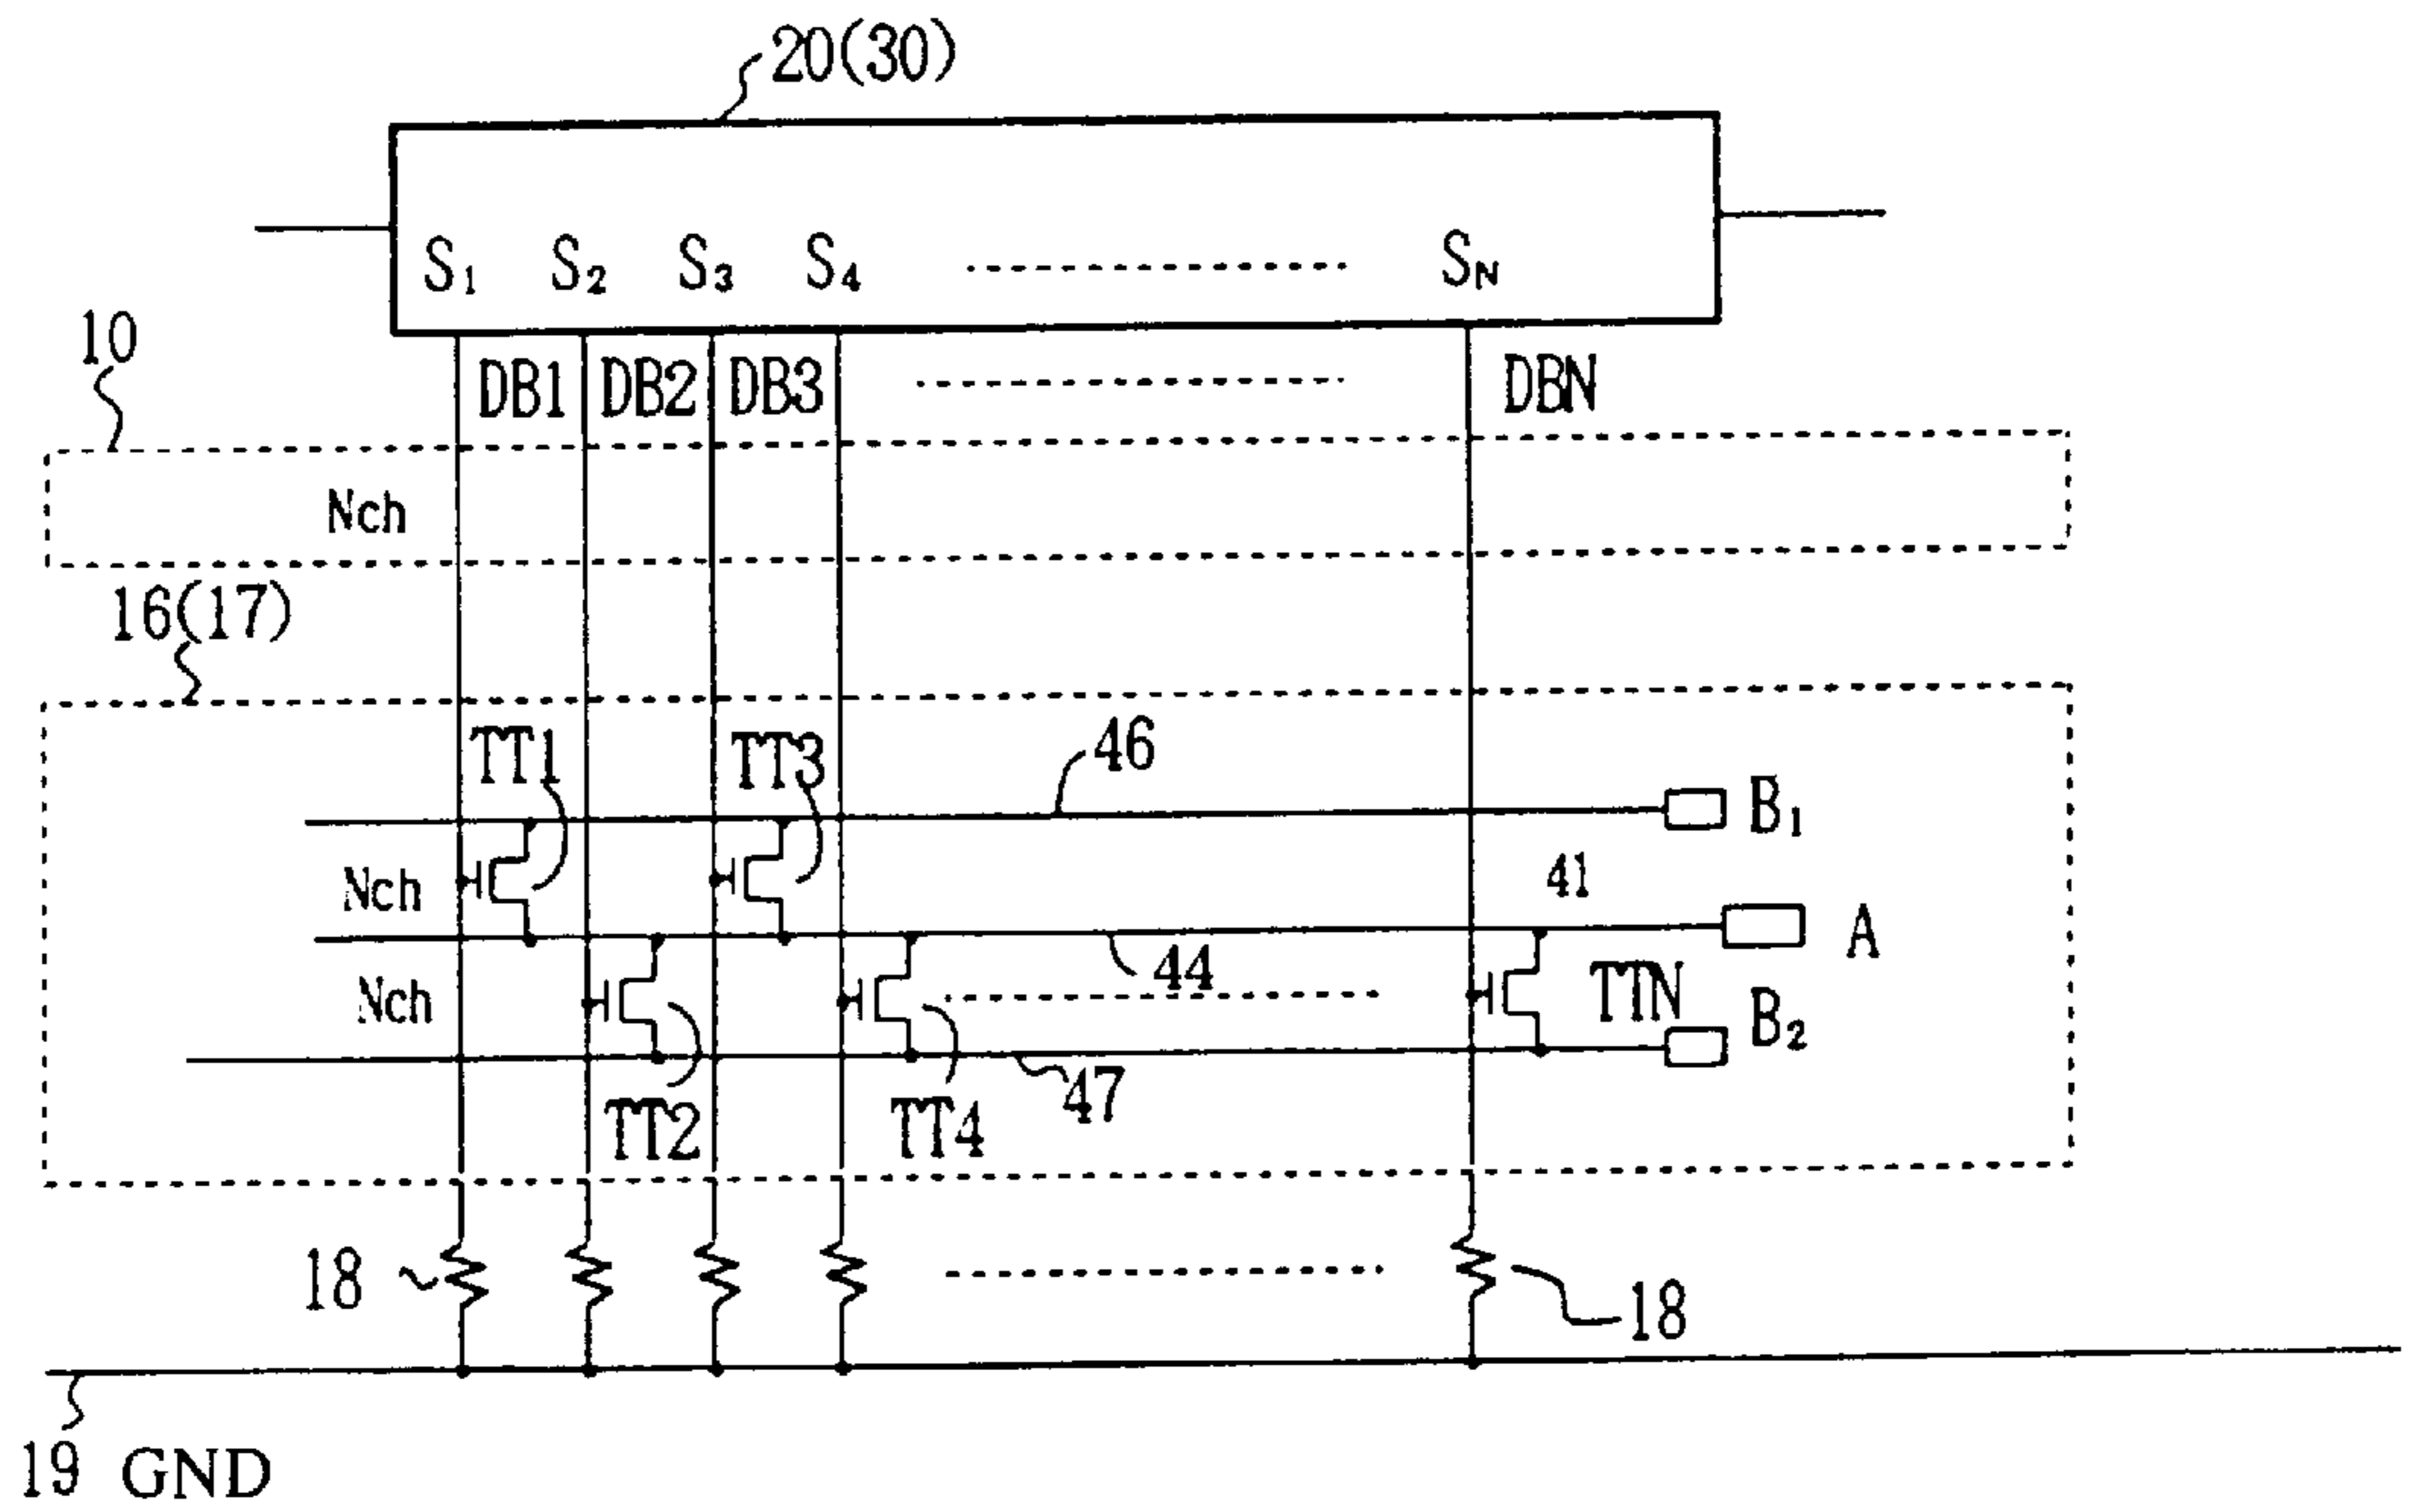 20(30)
S₁ S₂ S₃ S₄ S_N
10
DB1 DB2 DB3 DBN
Nch
16(17)
TT1 TT3 46
B₁
Nch 41
A
44
Nch TTN B₂
47
TT2 TT4
18
18
19 GND